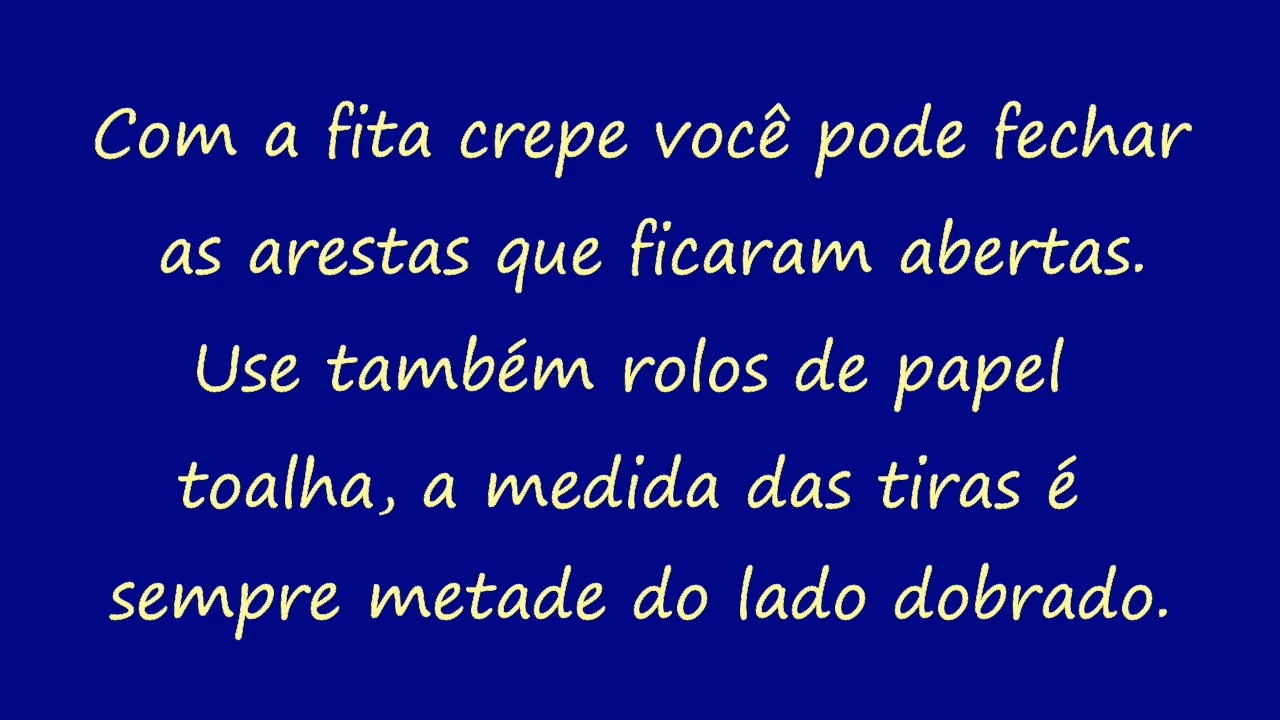 Com a fita crepe você pode fechar
as arestas que ficaram abertas.
Use também rolos de papel
toalha, a medida das tiras é
sempre metade do lado dobrado.